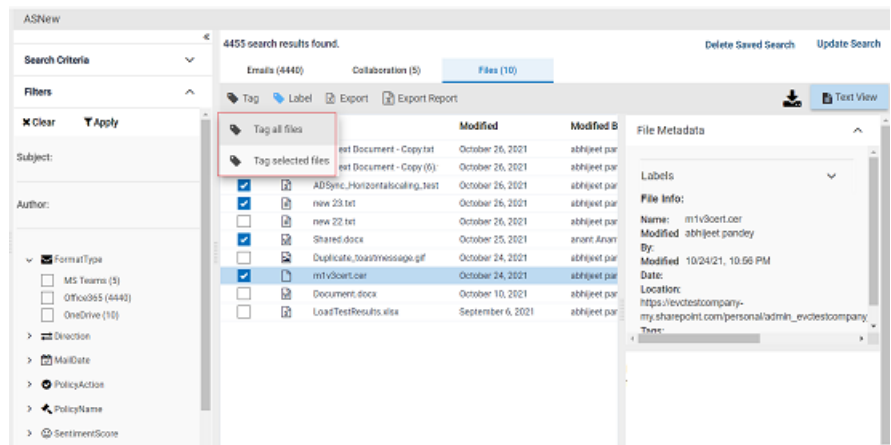 ASNew
«
4455 search results found.
Delete Saved Search
Update Search
Search Criteria
Filters
Emails (4440)
Collaboration (5)
Files (10)
Tag
Label
Export
Export Report
Text View
Clear
Apply
Subject:
Author:
FormatType
MS Teams (5)
Office365 (4440)
OneDrive (10)
Direction
MailDate
PolicyAction
PolicyName
SentimentScore
Tag all files
Tag selected files
Modified
Modified B
ext Document - Copy.txt October 26, 2021 abhijeet par
ext Document - Copy (6). October 26, 2021 abhijeet par
ADSync_Horizontalscaling_test October 26, 2021 abhijeet par
new 23.txt October 26, 2021 abhijeet par
new 22.txt October 26, 2021 abhijeet par
Shared.docx October 25, 2021 anant.Anan
Duplicate_toastmessage.gif October 24, 2021 abhijeet par
m1v3cert.cer October 24, 2021 abhijeet par
Document.docx October 10, 2021 abhijeet par
LoadTestResults.xlsx September 6, 2021 abhijeet par
File Metadata
Labels
File Info:
Name: m1v3cert.cer
Modified abhijeet pandey
By:
Modified 10/24/21, 10:56 PM
Date:
Location:
https://evctestcompany-
my.sharepoint.com/personal/admin_evctestcompany
Tags: